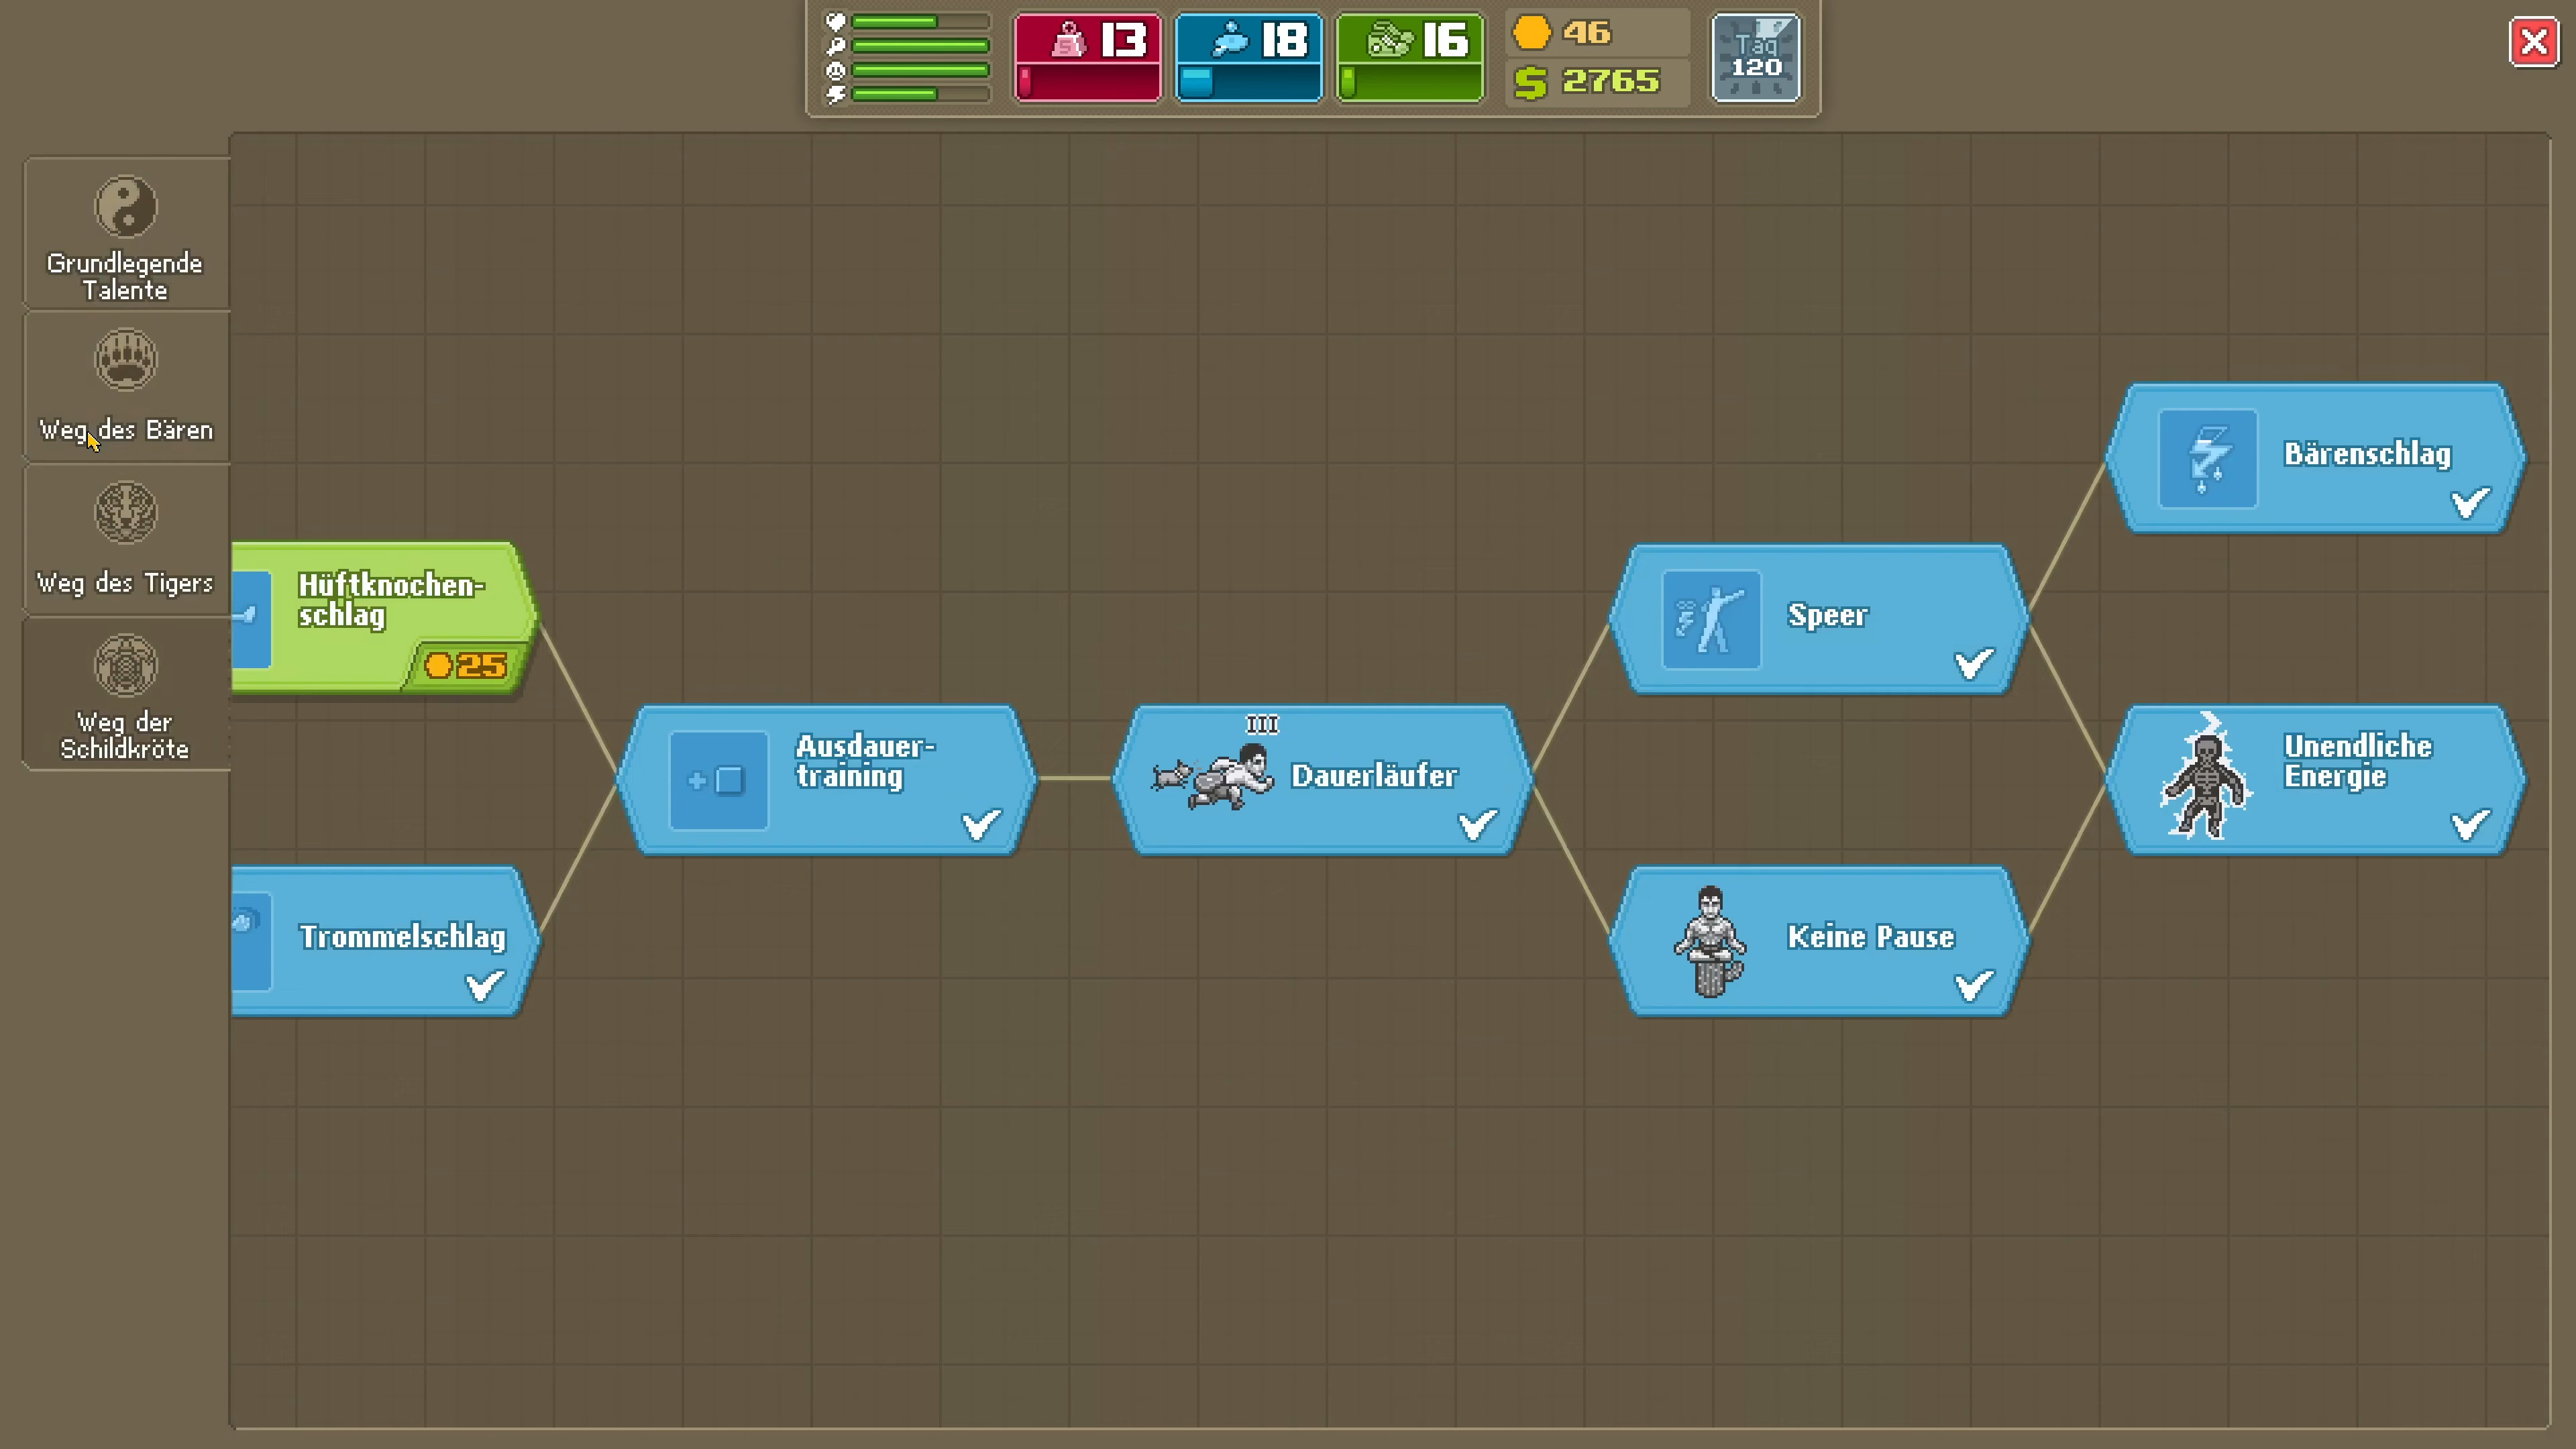 13
18
16
46
2765
Tag
120
Grundlegende
Talente
Weg des Bären
Weg des Tigers
Weg der
Schildkröte
Hüftknochen-
schlag
25
Trommelschlag
Ausdauer-
training
III
Dauerläufer
Speer
Keine Pause
Bärenschlag
Unendliche
Energie